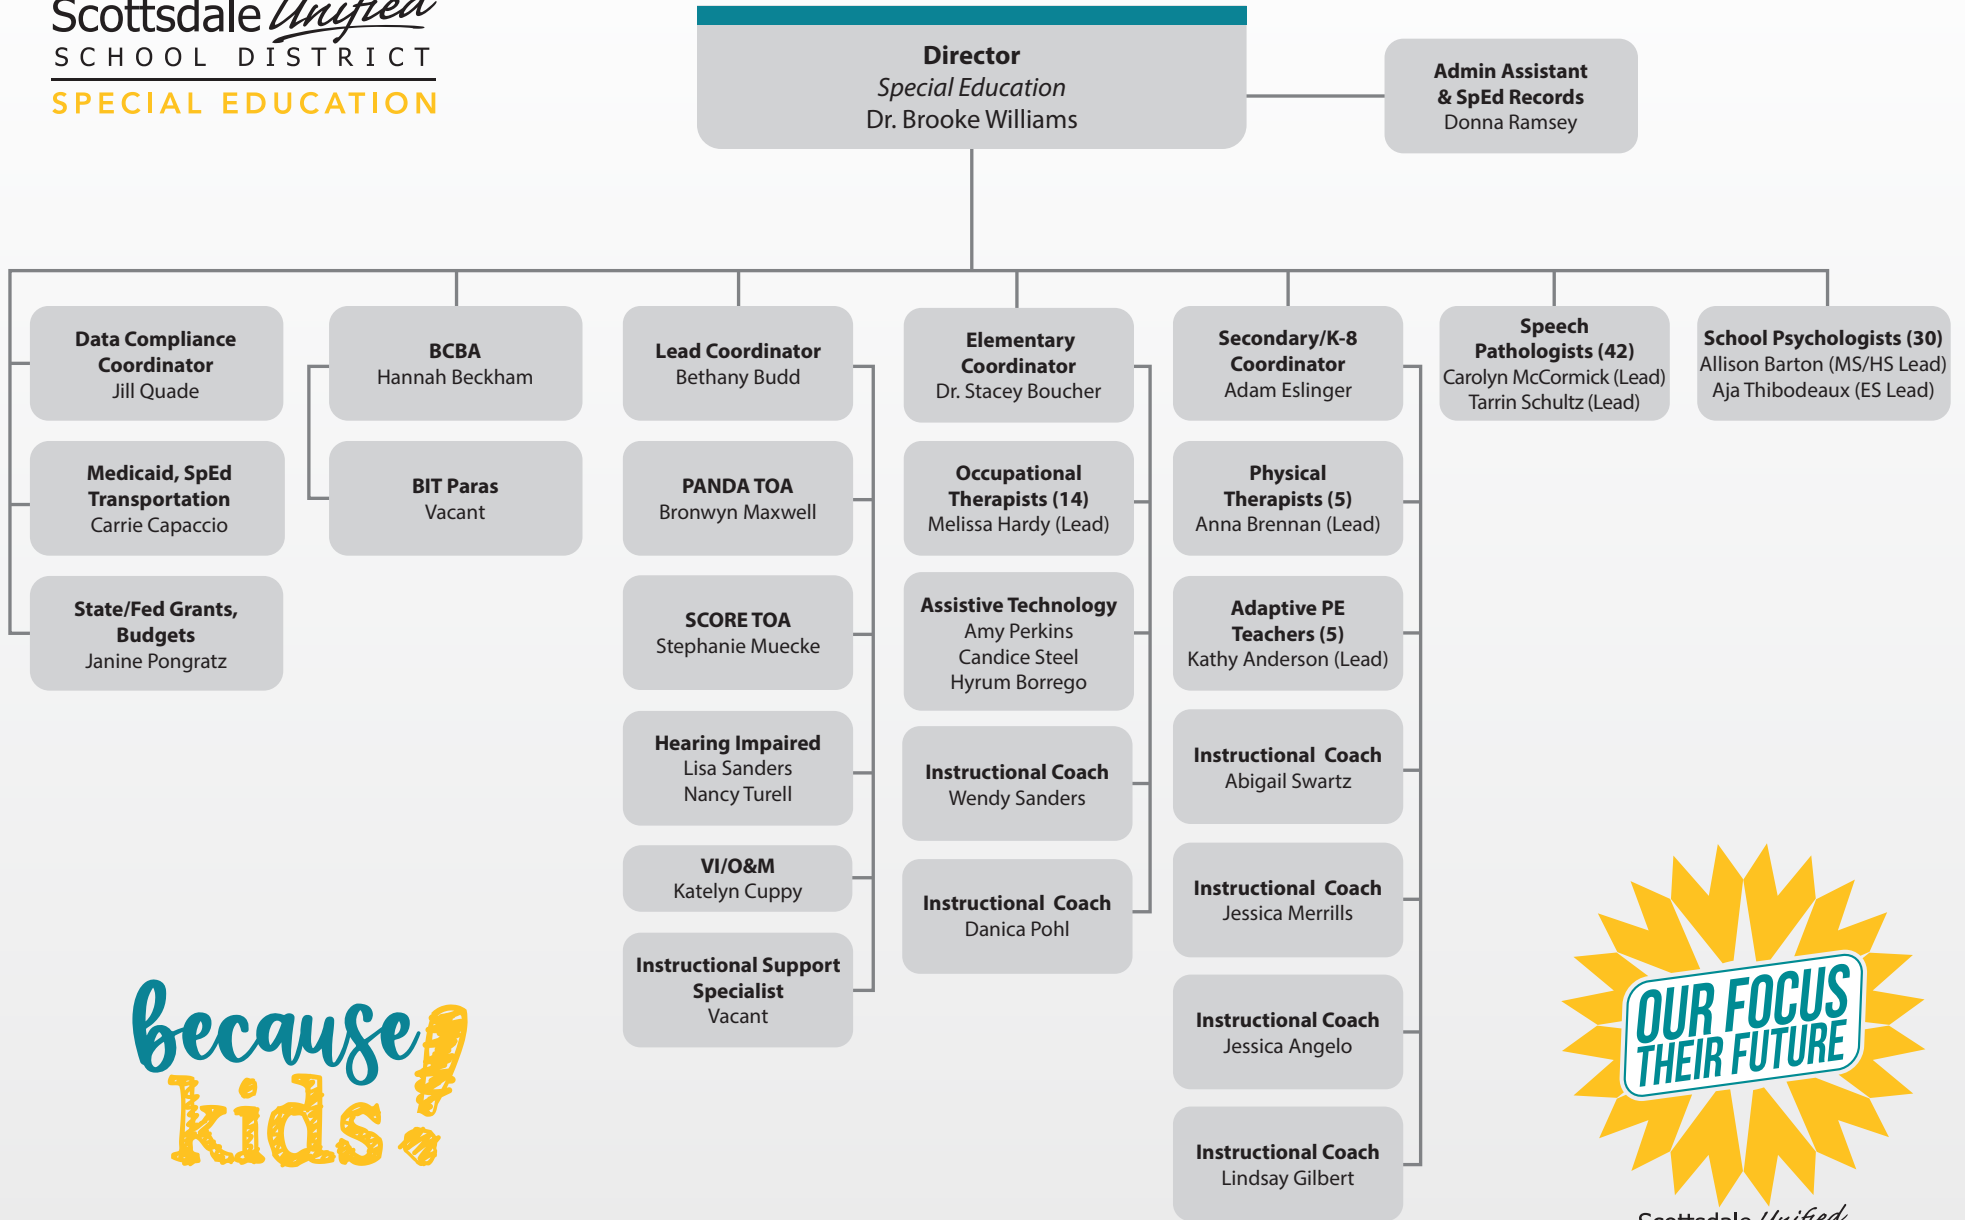 Scottsdale Unified
SCHOOL DISTRICT
SPECIAL EDUCATION
Director
Special Education
Dr. Brooke Williams
Admin Assistant
& SpEd Records
Donna Ramsey
Data Compliance
Coordinator
Jill Quade
Medicaid, SpEd
Transportation
Carrie Capaccio
State/Fed Grants,
Budgets
Janine Pongratz
BCBA
Hannah Beckham
BIT Paras
Vacant
Lead Coordinator
Bethany Budd
PANDA TOA
Bronwyn Maxwell
SCORE TOA
Stephanie Muecke
Hearing Impaired
Lisa Sanders
Nancy Turell
VI/O&M
Katelyn Cuppy
Instructional Support
Specialist
Vacant
Elementary
Coordinator
Dr. Stacey Boucher
Occupational
Therapists (14)
Melissa Hardy (Lead)
Assistive Technology
Amy Perkins
Candice Steel
Hyrum Borrego
Instructional Coach
Wendy Sanders
Instructional Coach
Danica Pohl
Secondary/K-8
Coordinator
Adam Eslinger
Physical
Therapists (5)
Anna Brennan (Lead)
Adaptive PE
Teachers (5)
Kathy Anderson (Lead)
Instructional Coach
Abigail Swartz
Instructional Coach
Jessica Merrills
Instructional Coach
Jessica Angelo
Instructional Coach
Lindsay Gilbert
Speech
Pathologists (42)
Carolyn McCormick (Lead)
Tarrin Schultz (Lead)
School Psychologists (30)
Allison Barton (MS/HS Lead)
Aja Thibodeaux (ES Lead)
because
kids!
OUR FOCUS
THEIR FUTURE
Scottsdale Unified